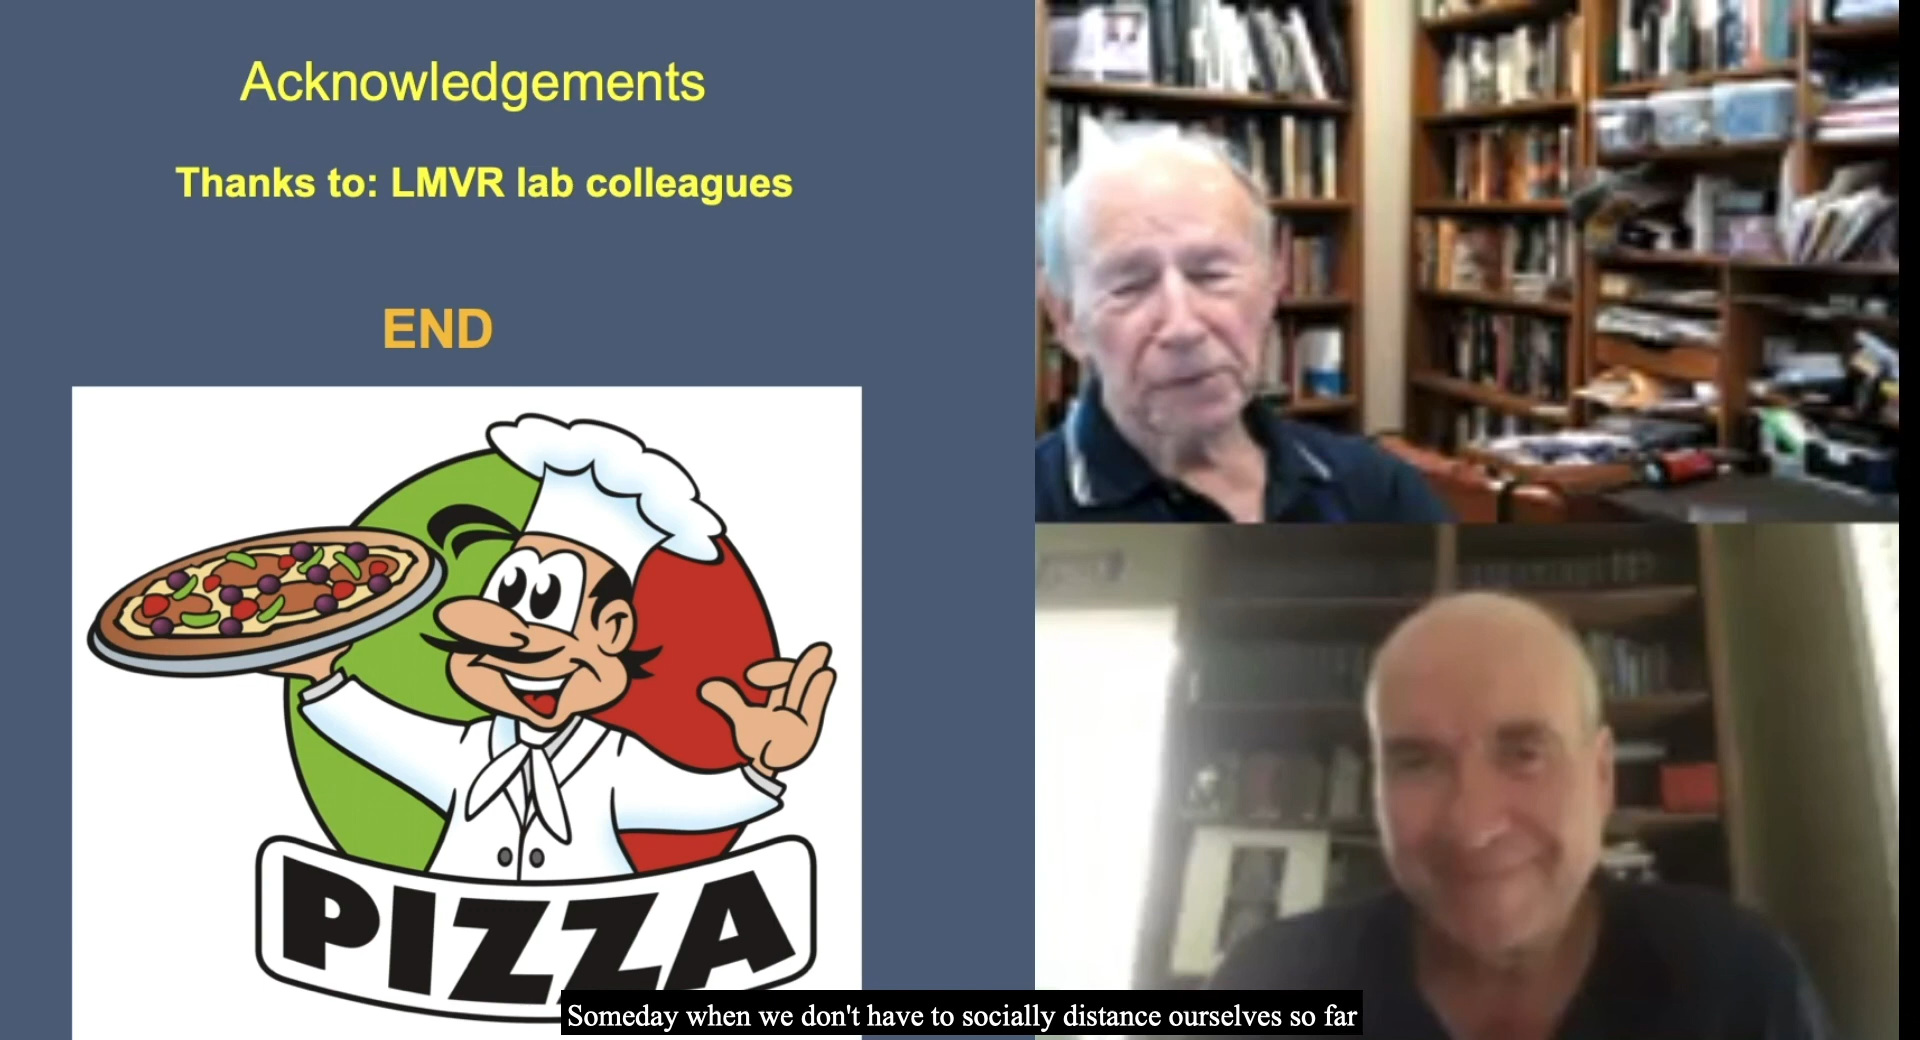 Acknowledgements
Thanks to: LMVR lab colleagues
END
PIZZA
Someday when we don't have to socially distance ourselves so far